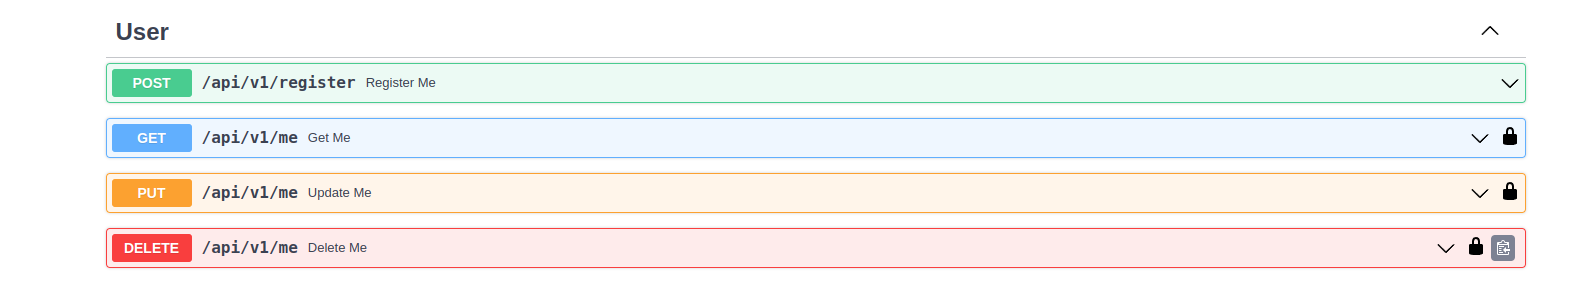 User
POST /api/v1/register Register Me
GET /api/v1/me Get Me
PUT /api/v1/me Update Me
DELETE /api/v1/me Delete Me